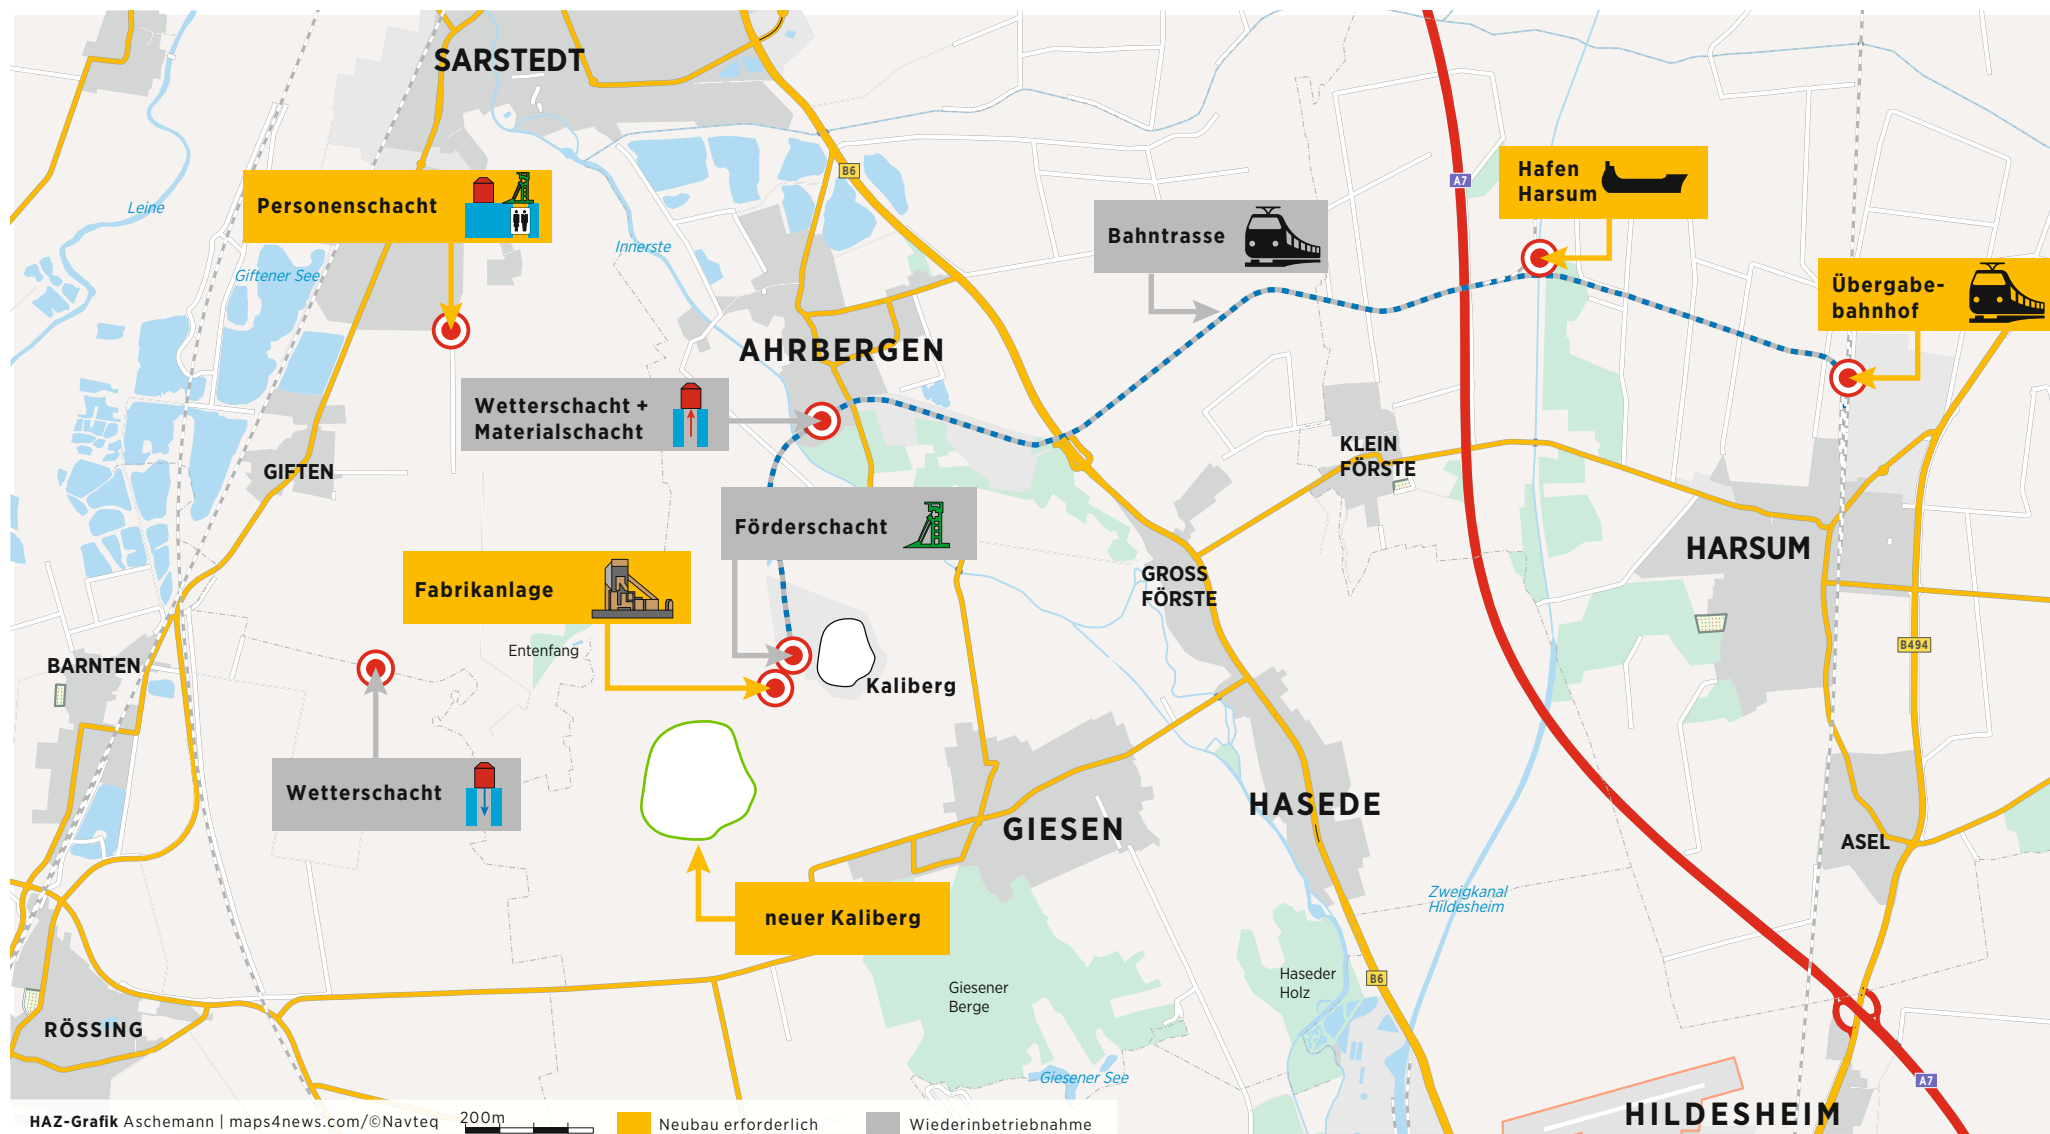 SARSTEDT
B6
Hafen
Harsum
A7
Personenschacht
Leine
Bahntrasse
Innerste
Giftener See
Übergabe-
bahnhof
AHRBERGEN
Wetterschacht +
Materialschacht
KLEIN
FÖRSTE
GIFTEN
Förderschacht
HARSUM
Fabrikanlage
GROSS
FÖRSTE
B494
Entenfang
BARNTEN
Kaliberg
Wetterschacht
HASEDE
GIESEN
ASEL
Zweigkanal
Hildesheim
neuer Kaliberg
B6
Haseder
Holz
Giesener
Berge
RÖSSING
Giesener See
A7
HILDESHEIM
HAZ-Grafik Aschemann | maps4news.com/©Navteq
200m
Neubau erforderlich
Wiederinbetriebnahme